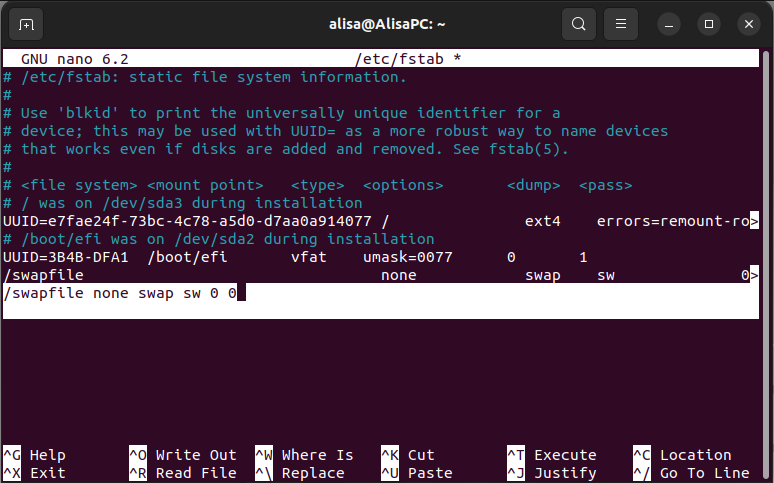 alisa@AlisaPC: ~
GNU nano 6.2 /etc/fstab *
# /etc/fstab: static file system information.
#
# Use 'blkid' to print the universally unique identifier for a
# device; this may be used with UUID= as a more robust way to name devices
# that works even if disks are added and removed. See fstab(5).
#
# <file system> <mount point>   <type>  <options>       <dump>  <pass>
# / was on /dev/sda3 during installation
UUID=e7fae24f-73bc-4c78-a5d0-d7aa0a914077 /               ext4    errors=remount-ro>
# /boot/efi was on /dev/sda2 during installation
UUID=3B4B-DFA1  /boot/efi       vfat    umask=0077      0       1
/swapfile                                 none            swap    sw              0>
/swapfile none swap sw 0 0
^G Help ^O Write Out ^W Where Is ^K Cut ^T Execute ^C Location
^X Exit ^R Read File ^\ Replace ^U Paste ^J Justify ^/ Go To Line